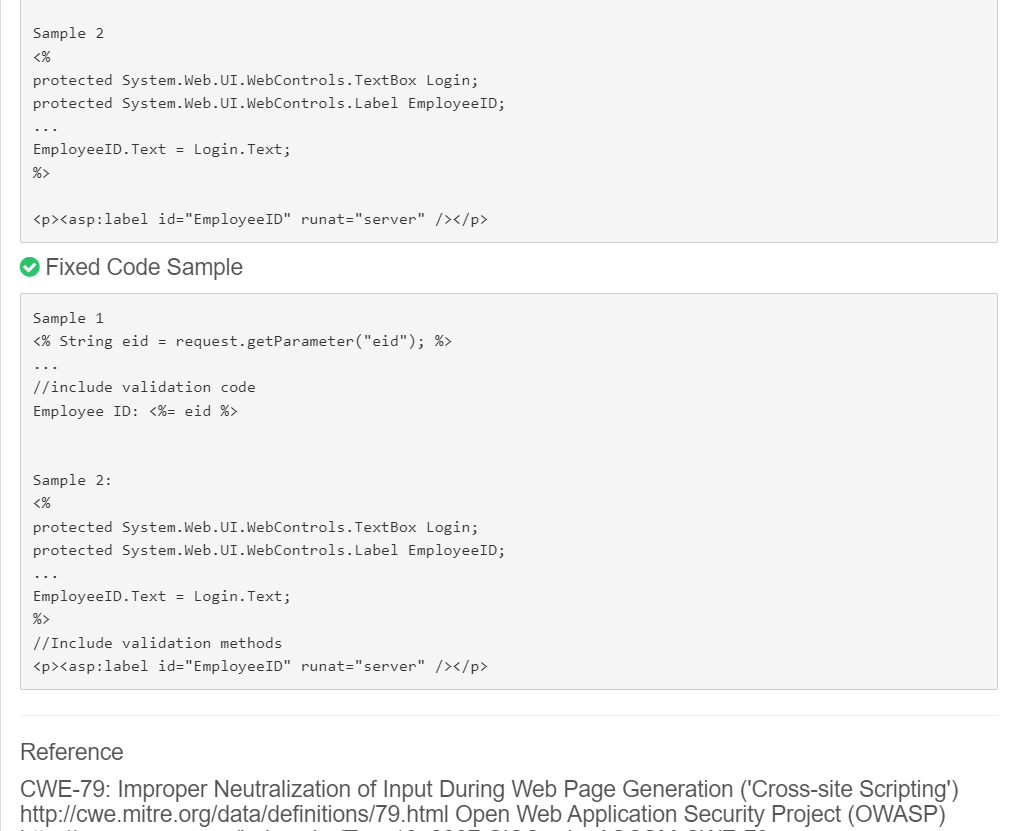 Sample 2
<%
protected System.Web.UI.WebControls.TextBox Login;
protected System.Web.UI.WebControls.Label EmployeeID;
...
EmployeeID.Text = Login.Text;
%>
<p><asp:label id="EmployeeID" runat="server" /></p>
Fixed Code Sample
Sample 1
<% String eid = request.getParameter("eid"); %>
...
//include validation code
Employee ID: <%= eid %>
Sample 2:
<%
protected System.Web.UI.WebControls.TextBox Login;
protected System.Web.UI.WebControls.Label EmployeeID;
...
EmployeeID.Text = Login.Text;
%>
//Include validation methods
<p><asp:label id="EmployeeID" runat="server" /></p>
Reference
CWE-79: Improper Neutralization of Input During Web Page Generation ('Cross-site Scripting')
http://cwe.mitre.org/data/definitions/79.html Open Web Application Security Project (OWASP)